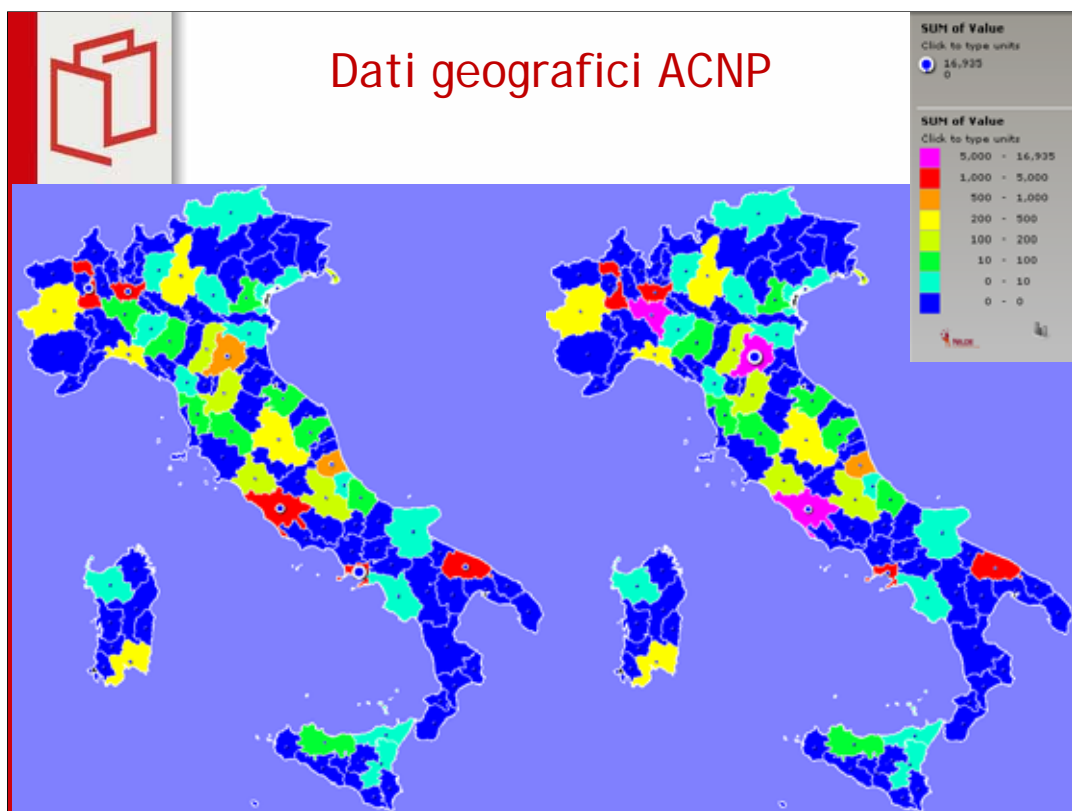 Dati geografici ACNP
SUM of Value
Click to type units
16,935
0
SUM of Value
Click to type units
5,000 - 16,935
1,000 - 5,000
500 - 1,000
200 - 500
100 - 200
10 - 100
0 - 10
0 - 0
NILDE